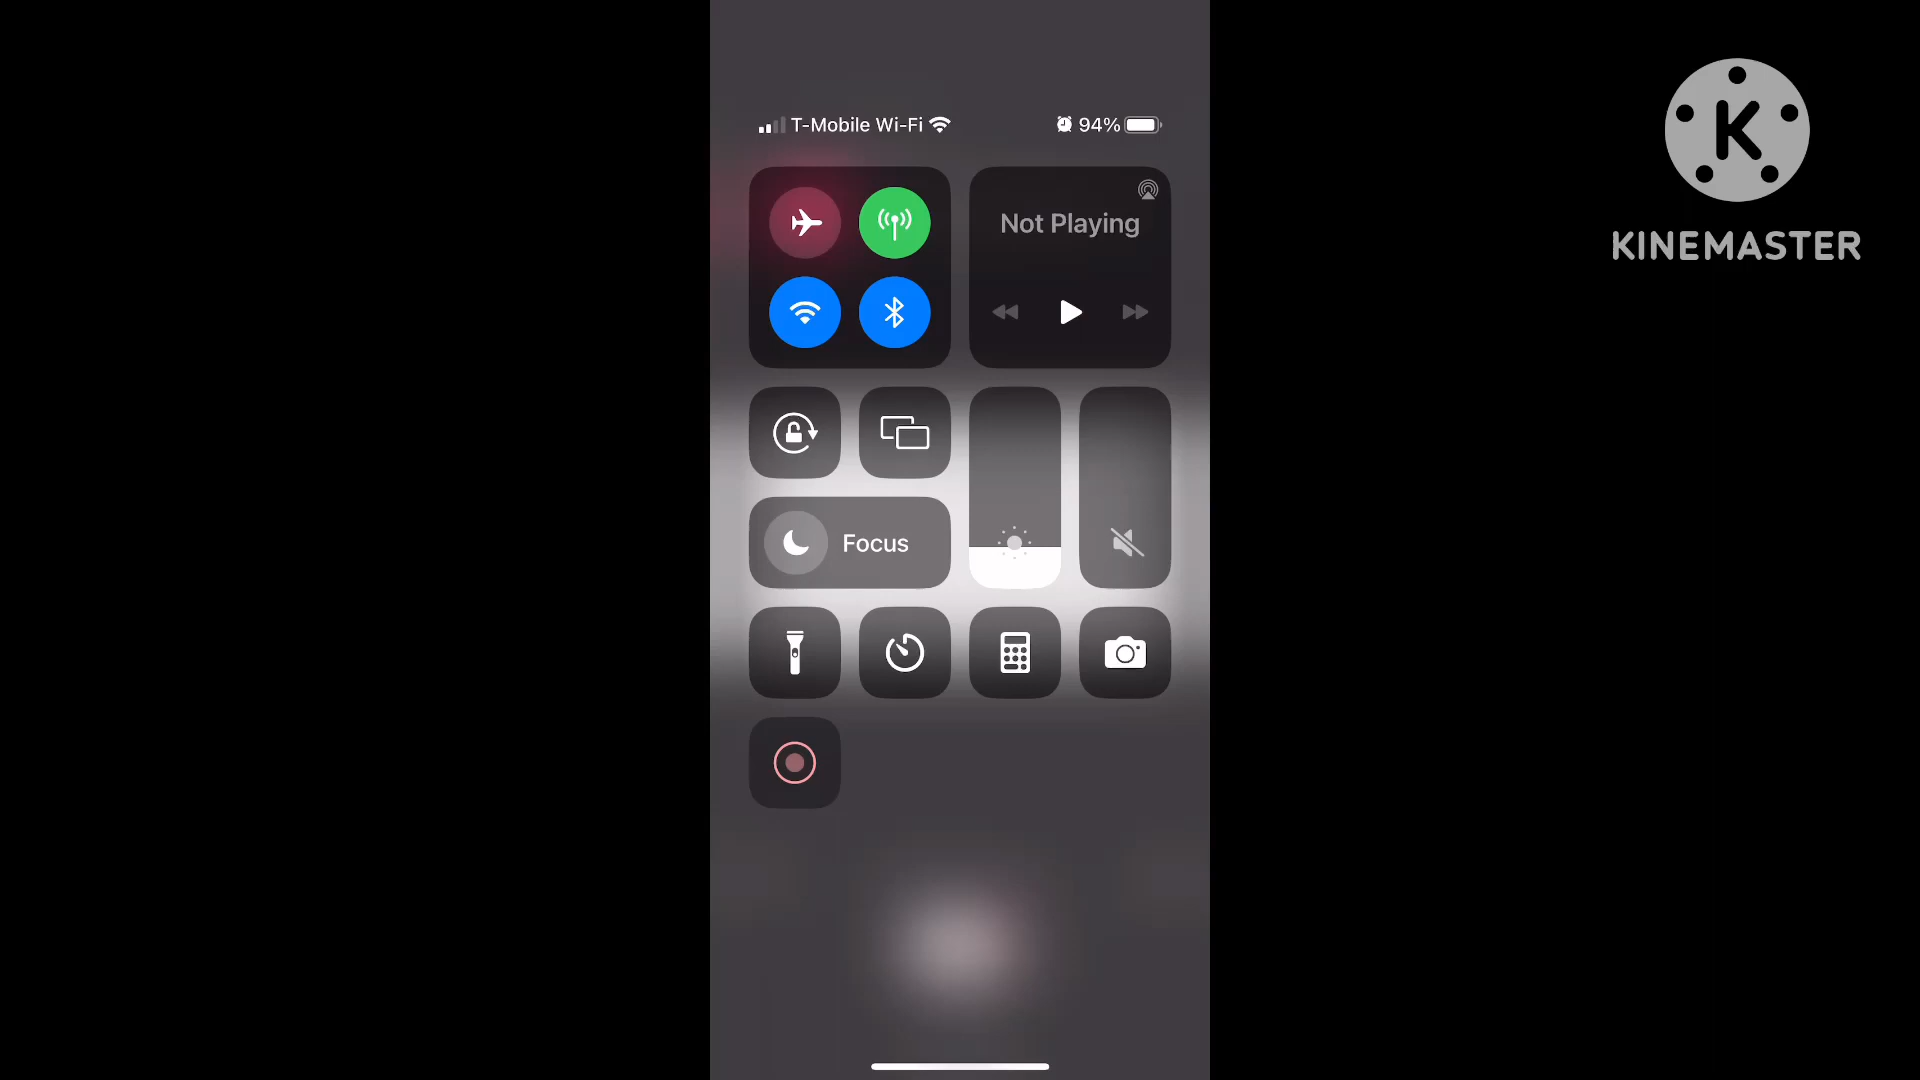 T-Mobile Wi-Fi 94%
Not Playing
Focus
K
KINEMASTER